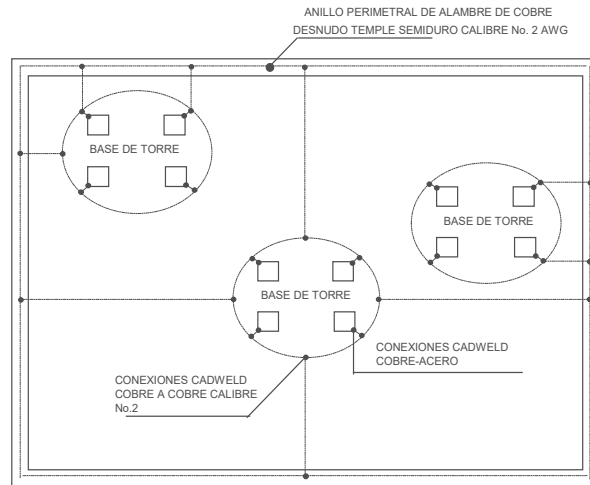 ANILLO PERIMETRAL DE ALAMBRE DE COBRE
DESNUDO TEMPLE SEMIDURO CALIBRE No. 2 AWG
BASE DE TORRE
BASE DE TORRE
BASE DE TORRE
CONEXIONES CADWELD
COBRE-ACERO
CONEXIONES CADWELD
COBRE A COBRE CALIBRE
No.2